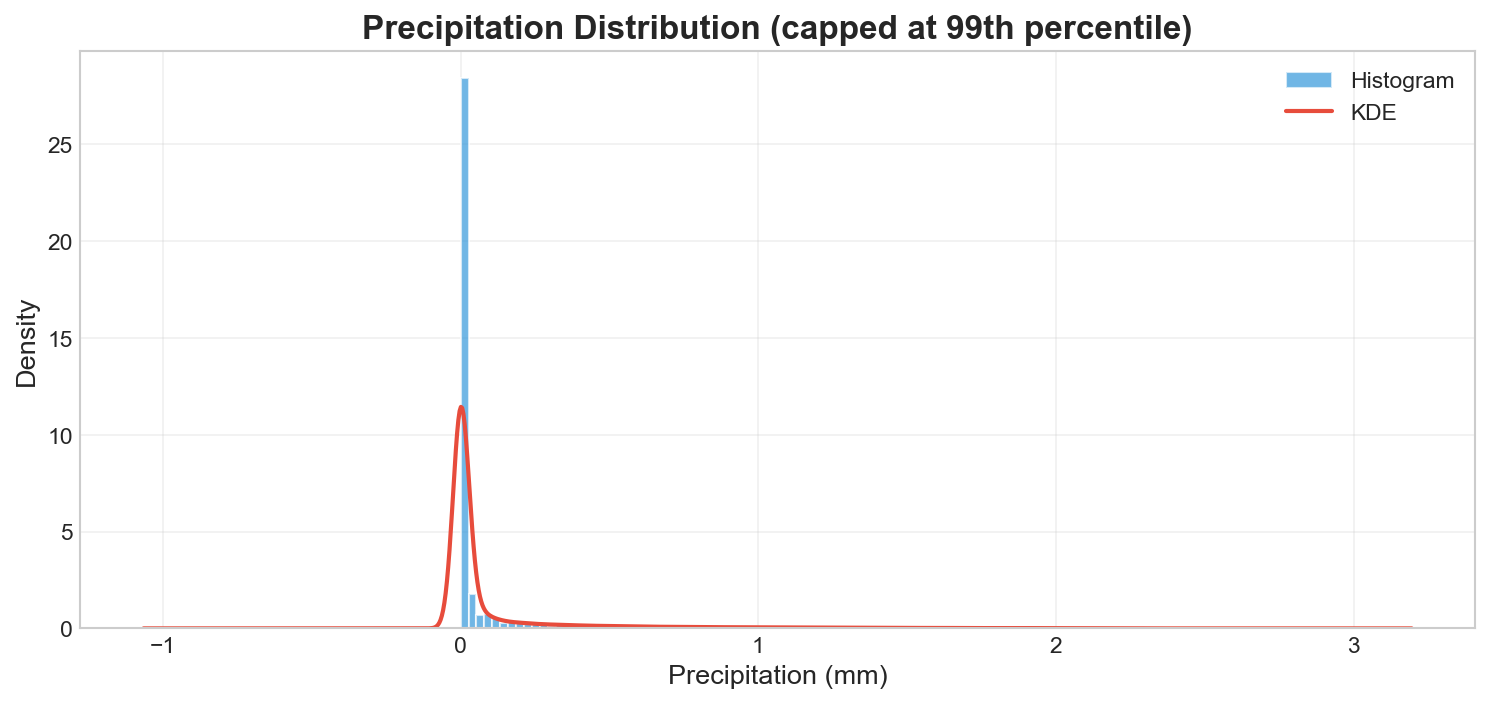 Precipitation Distribution (capped at 99th percentile)
Histogram
KDE
Density
25
20
15
10
5
0
−1
0
1
2
3
Precipitation (mm)